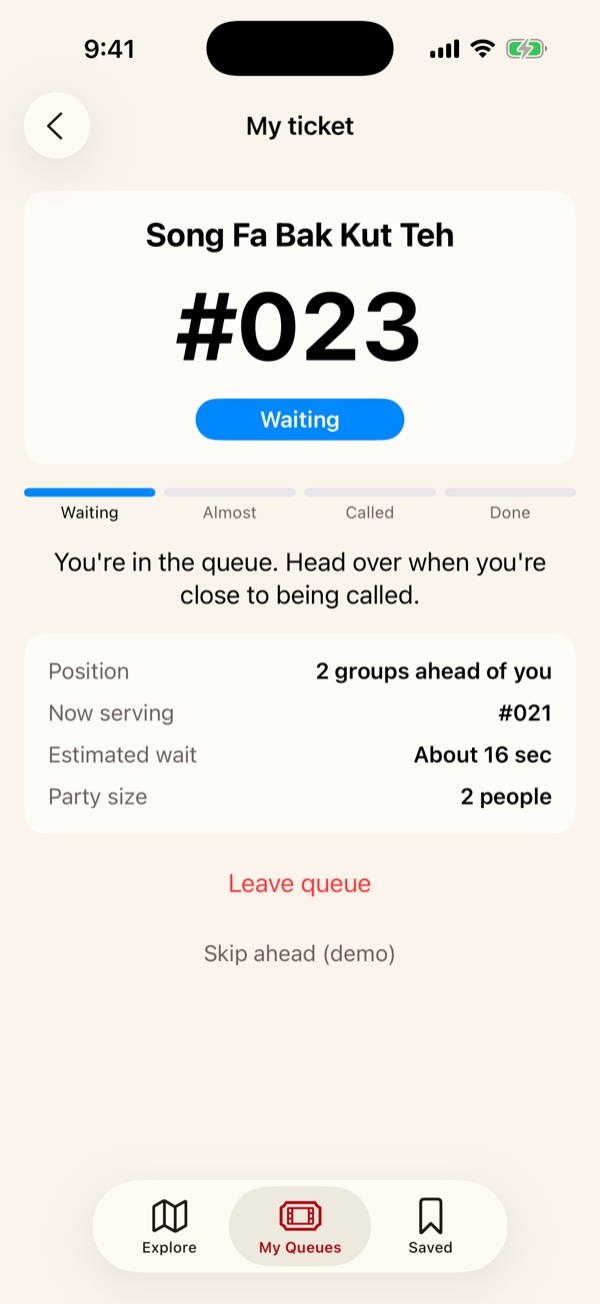 9:41
My ticket
Song Fa Bak Kut Teh
#023
Waiting
Waiting
Almost
Called
Done
You're in the queue. Head over when you're
close to being called.
Position
2 groups ahead of you
Now serving
#021
Estimated wait
About 16 sec
Party size
2 people
Leave queue
Skip ahead (demo)
Explore
My Queues
Saved